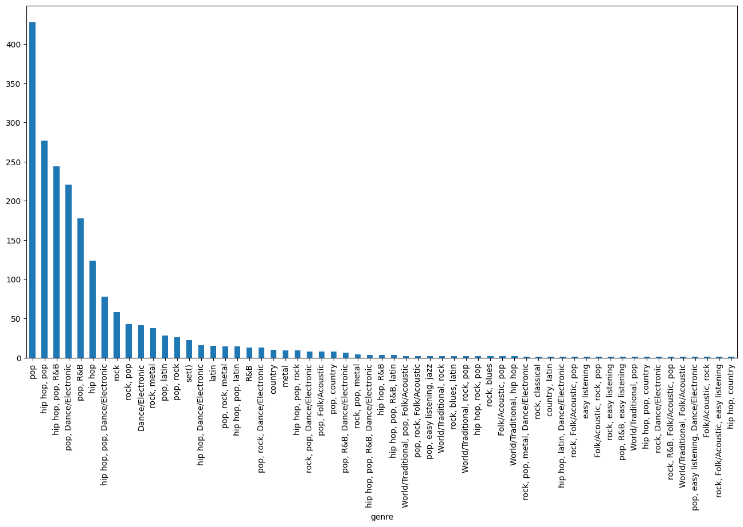 400
350
300
250
200
150
100
50
0
pop
hip hop, pop
hip hop, pop, R&B
pop, Dance/Electronic
pop, R&B
hip hop
hip hop, pop, Dance/Electronic
rock
rock, pop
Dance/Electronic
rock, metal
pop, latin
pop, rock
set()
hip hop, Dance/Electronic
latin
pop, rock, metal
hip hop, pop, latin
R&B
pop, rock, Dance/Electronic
country
metal
hip hop, pop, rock
rock, pop, Dance/Electronic
pop, Folk/Acoustic
pop, country
pop, R&B, Dance/Electronic
rock, pop, metal
hip hop, pop, R&B, Dance/Electronic
hip hop, R&B
hip hop, pop, R&B, latin
World/Traditional, pop, Folk/Acoustic
pop, rock, Folk/Acoustic
pop, easy listening, jazz
World/Traditional, rock
rock, blues, latin
World/Traditional, rock, pop
hip hop, rock, pop
rock, blues
Folk/Acoustic, pop
World/Traditional, hip hop
rock, pop, metal, Dance/Electronic
rock, classical
country, latin
hip hop, latin, Dance/Electronic
rock, Folk/Acoustic, pop
easy listening
Folk/Acoustic, rock, pop
rock, easy listening
pop, R&B, easy listening
World/Traditional, pop
hip hop, pop, country
rock, Dance/Electronic
rock, R&B, Folk/Acoustic, pop
World/Traditional, Folk/Acoustic
pop, easy listening, Dance/Electronic
Folk/Acoustic, rock
rock, Folk/Acoustic, easy listening
hip hop, country
genre